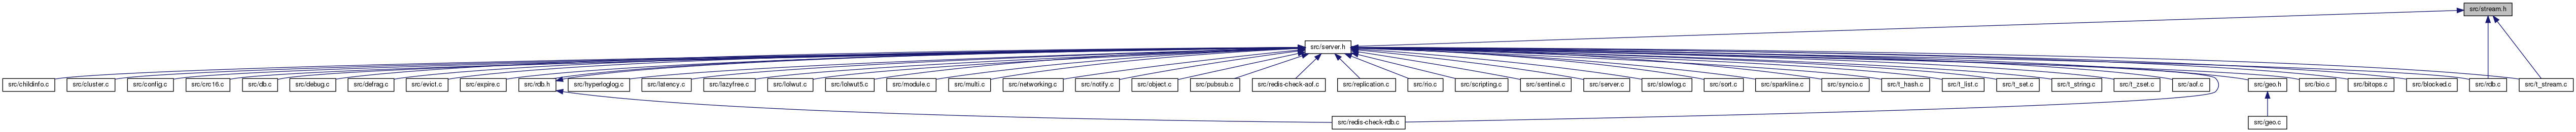 src/stream.h
src/server.h
src/childinfo.c
src/cluster.c
src/config.c
src/crc16.c
src/db.c
src/debug.c
src/defrag.c
src/evict.c
src/expire.c
src/rdb.h
src/hyperloglog.c
src/latency.c
src/lazyfree.c
src/lolwut.c
src/lolwut5.c
src/module.c
src/multi.c
src/networking.c
src/notify.c
src/object.c
src/pubsub.c
src/redis-check-aof.c
src/replication.c
src/rio.c
src/scripting.c
src/sentinel.c
src/server.c
src/slowlog.c
src/sort.c
src/sparkline.c
src/syncio.c
src/t_hash.c
src/t_list.c
src/t_set.c
src/t_string.c
src/t_zset.c
src/aof.c
src/geo.h
src/bio.c
src/bitops.c
src/blocked.c
src/rdb.c
src/t_stream.c
src/redis-check-rdb.c
src/geo.c